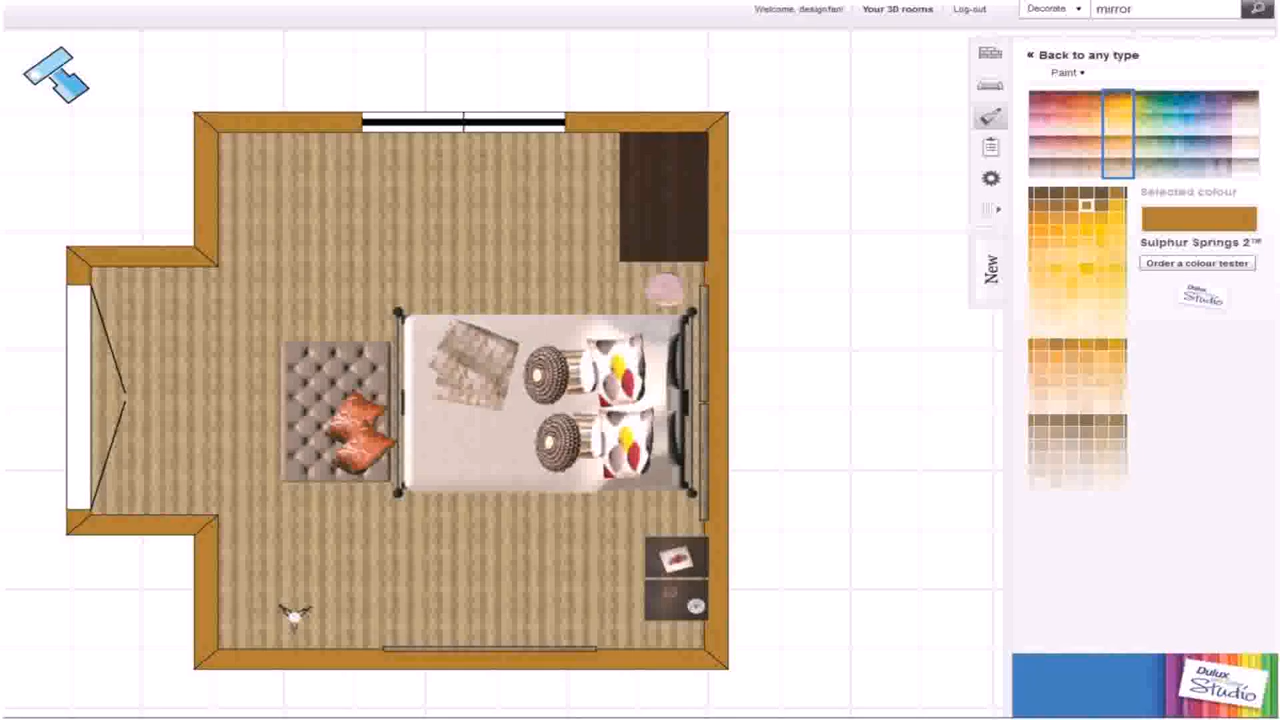 Welcome, designfan!
Your 3D rooms
Log-out
Decorate
mirror
« Back to any type
Paint
Selected colour
Sulphur Springs 2™
Order a colour tester
Dulux
Studio
New
Dulux
Studio